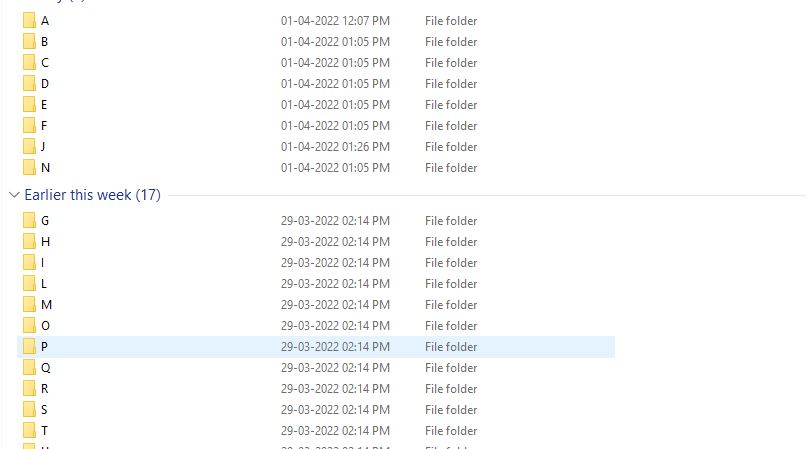 A 01-04-2022 12:07 PM File folder
B 01-04-2022 01:05 PM File folder
C 01-04-2022 01:05 PM File folder
D 01-04-2022 01:05 PM File folder
E 01-04-2022 01:05 PM File folder
F 01-04-2022 01:05 PM File folder
J 01-04-2022 01:26 PM File folder
N 01-04-2022 01:05 PM File folder
Earlier this week (17)
G 29-03-2022 02:14 PM File folder
H 29-03-2022 02:14 PM File folder
I 29-03-2022 02:14 PM File folder
L 29-03-2022 02:14 PM File folder
M 29-03-2022 02:14 PM File folder
O 29-03-2022 02:14 PM File folder
P 29-03-2022 02:14 PM File folder
Q 29-03-2022 02:14 PM File folder
R 29-03-2022 02:14 PM File folder
S 29-03-2022 02:14 PM File folder
T 29-03-2022 02:14 PM File folder